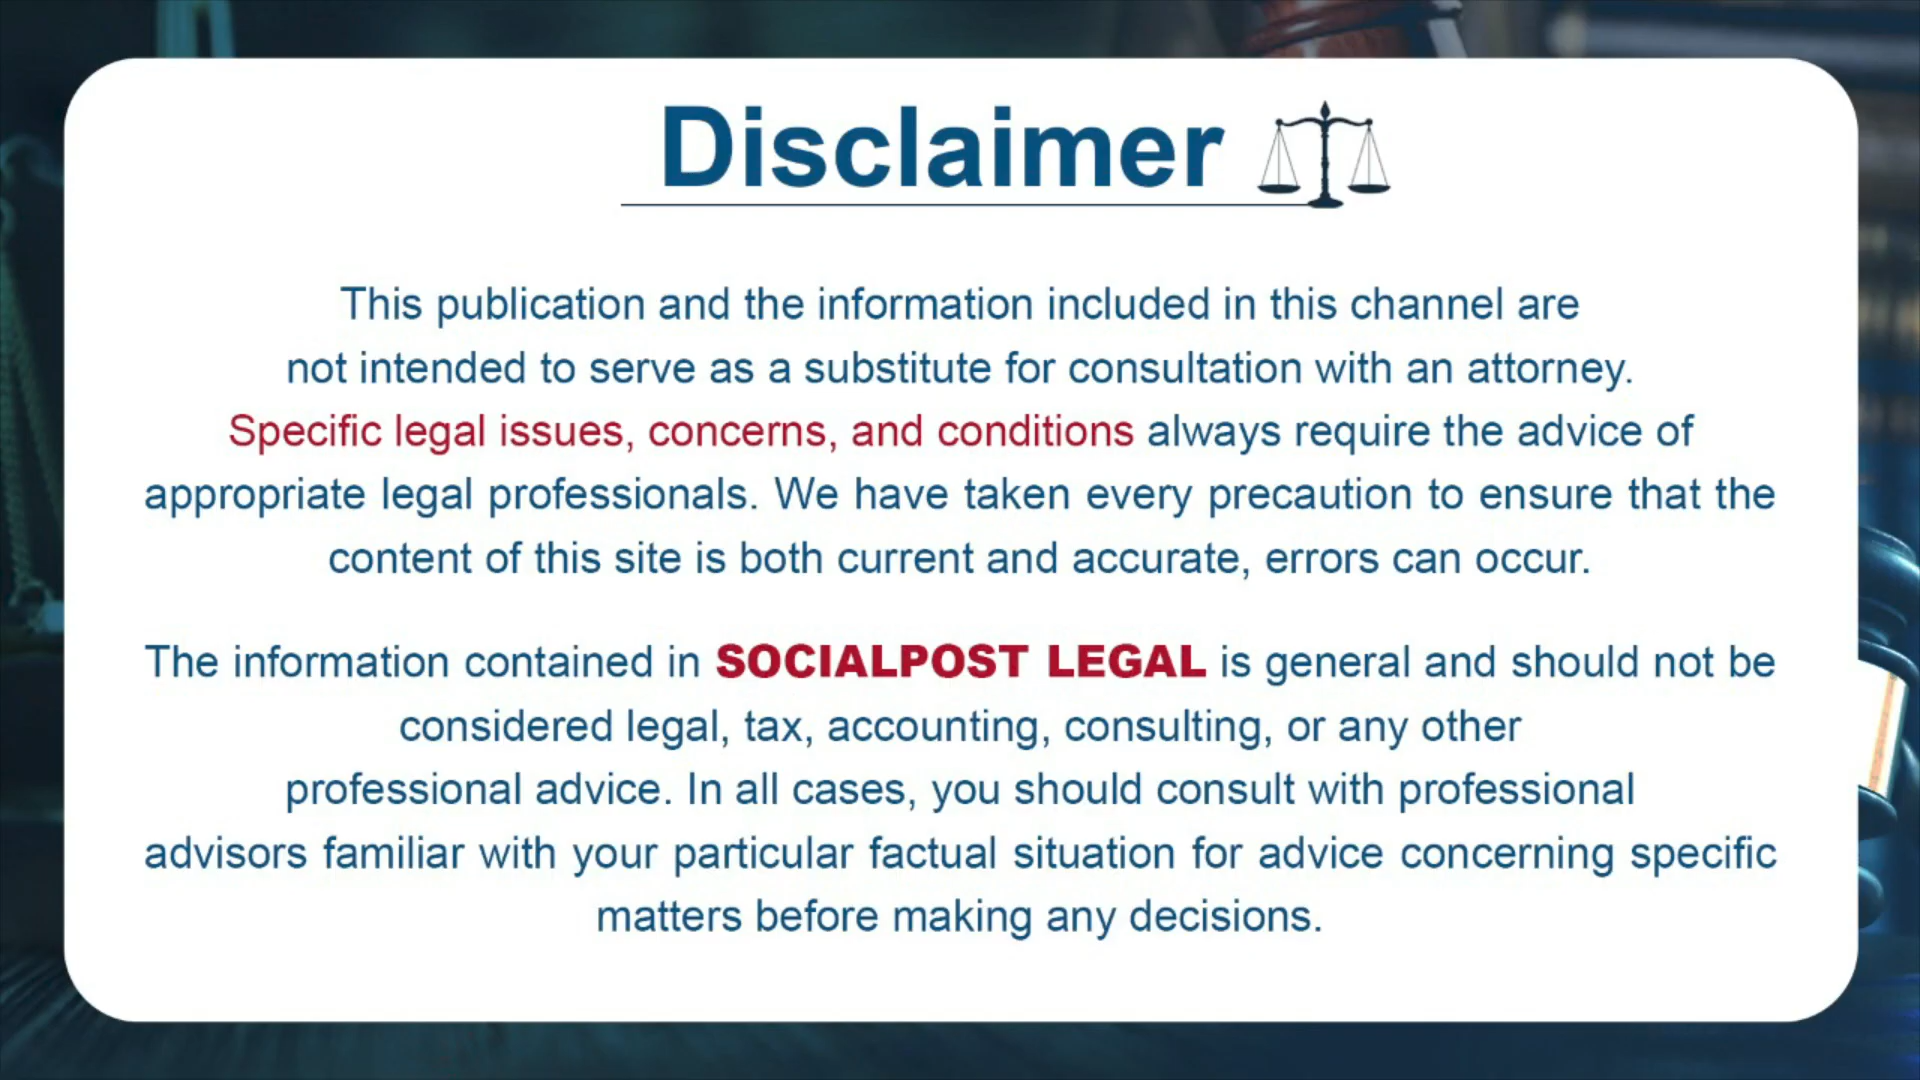 Disclaimer
This publication and the information included in this channel are
not intended to serve as a substitute for consultation with an attorney.
Specific legal issues, concerns, and conditions always require the advice of
appropriate legal professionals. We have taken every precaution to ensure that the
content of this site is both current and accurate, errors can occur.
The information contained in SOCIALPOST LEGAL is general and should not be
considered legal, tax, accounting, consulting, or any other
professional advice. In all cases, you should consult with professional
advisors familiar with your particular factual situation for advice concerning specific
matters before making any decisions.